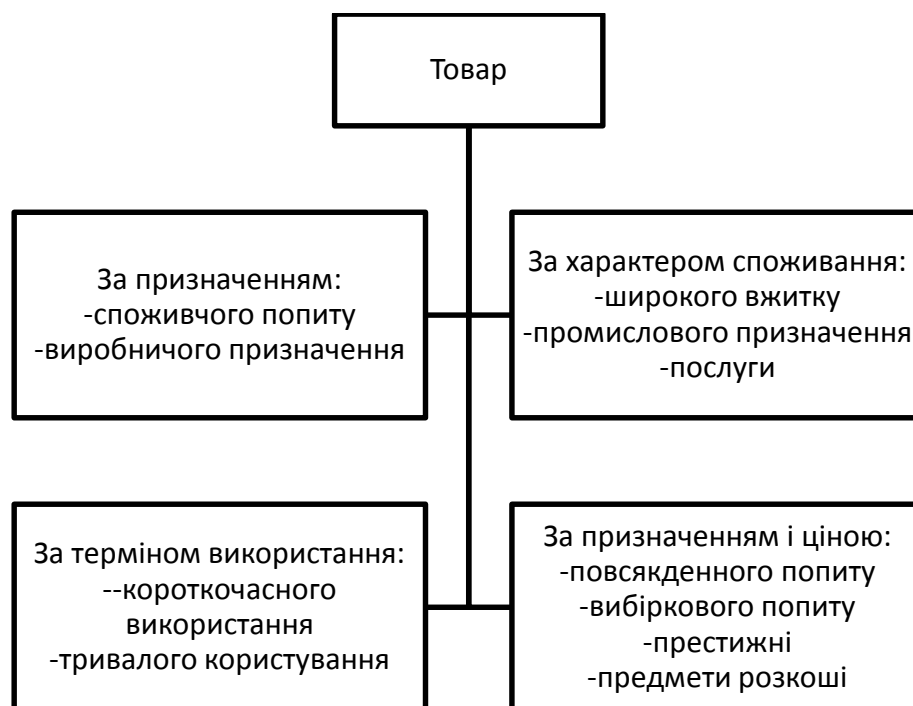 Товар
За призначенням:
-споживчого попиту
-виробничого призначення
За характером споживання:
-широкого вжитку
-промислового призначення
-послуги
За терміном використання:
--короткочасного
використання
-тривалого користування
За призначенням і ціною:
-повсякденного попиту
-вибіркового попиту
-престижні
-предмети розкоші